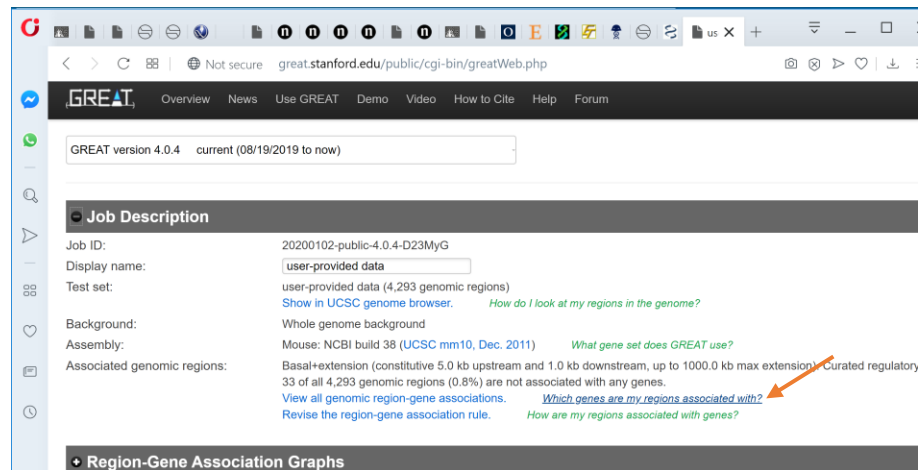 us
Not secure great.stanford.edu/public/cgi-bin/greatWeb.php
GREAT Overview News Use GREAT Demo Video How to Cite Help Forum
GREAT version 4.0.4 current (08/19/2019 to now)
Job Description
Job ID: 20200102-public-4.0.4-D23MyG
Display name: user-provided data
Test set: user-provided data (4,293 genomic regions)
Show in UCSC genome browser. How do I look at my regions in the genome?
Background: Whole genome background
Assembly: Mouse: NCBI build 38 (UCSC mm10, Dec. 2011) What gene set does GREAT use?
Associated genomic regions: Basal+extension (constitutive 5.0 kb upstream and 1.0 kb downstream, up to 1000.0 kb max extension). Curated regulatory
33 of all 4,293 genomic regions (0.8%) are not associated with any genes.
View all genomic region-gene associations. Which genes are my regions associated with?
Revise the region-gene association rule. How are my regions associated with genes?
Region-Gene Association Graphs